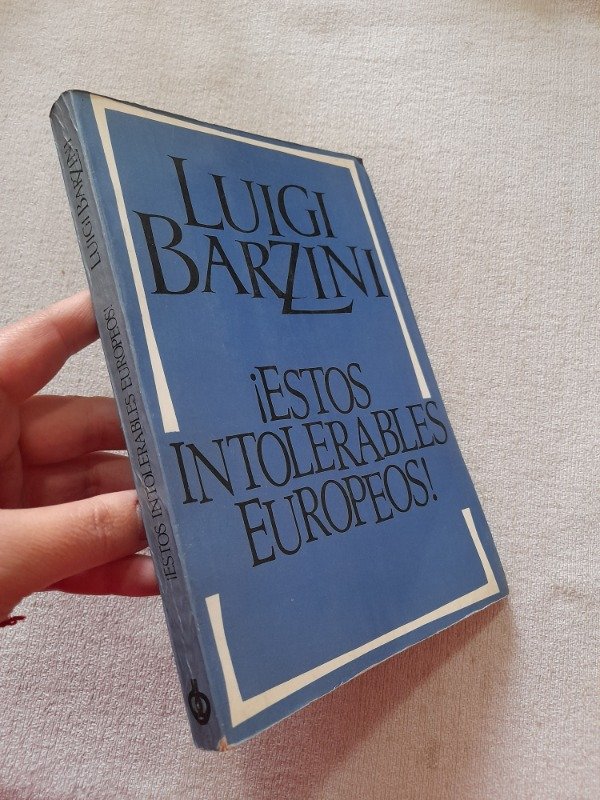 LUIGI
BARZINI
¡ESTOS
INTOLERABLES
EUROPEOS!
LUIGI BARZINI
¡ESTOS INTOLERABLES EUROPEOS!